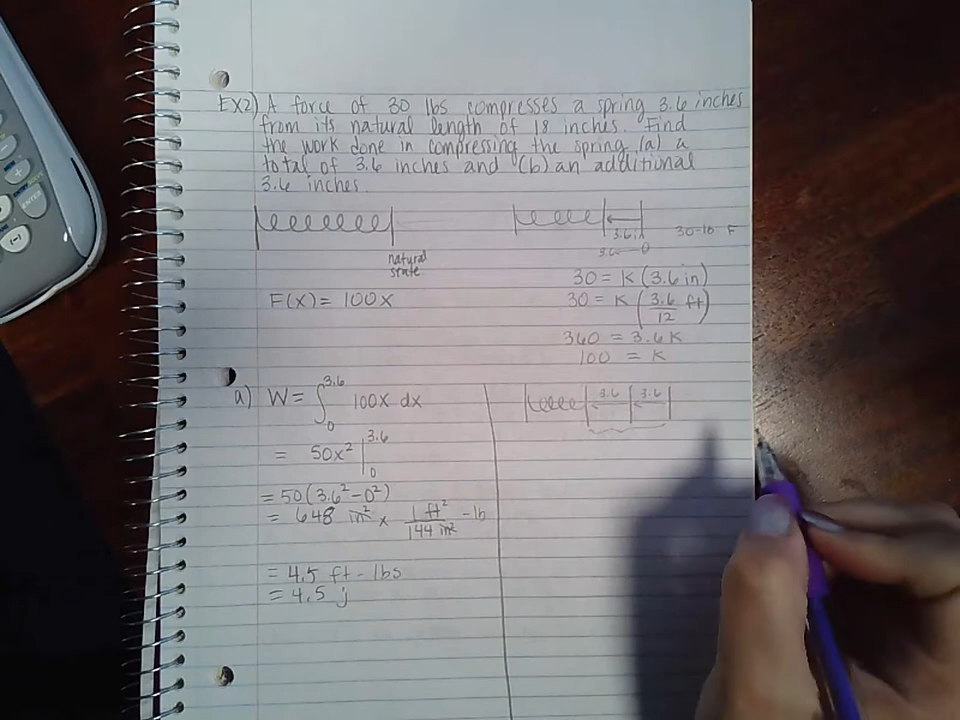 EX2) A force of 30 lbs compresses a spring 3.6 inches
from its natural length of 18 inches. Find
the work done in compressing the spring (a) a
total of 3.6 inches and (b) an additional
3.6 inches
3.6
3.6 0
30-lb F
natural
state
30 = K (3.6 in)
F(X) = 100X
30 = K (3.6/12 ft)
360 = 3.6 K
100 = K
a) W = ∫₀^3.6 100X dx
= 50x² |₀^3.6
= 50(3.6² - 0²)
= 648 in² x 1 ft²/144 in² - lb
= 4.5 ft - lbs
= 4.5 j
3.6 3.6
ENTER
(-)
+